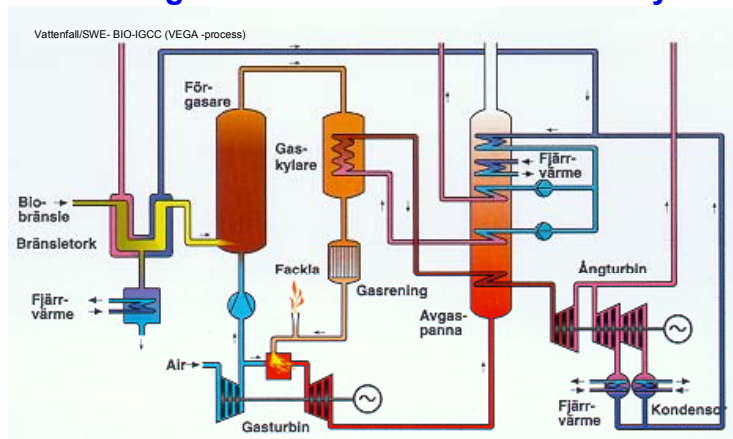 Vattenfall/SWE- BIO-IGCC (VEGA -process)
För-
gasare
Gas-
kylare
Fjärr-
värme
Bio-
bränsle
Bränsletork
Fackla
Gasrening
Ångturbin
Fjärr-
värme
Avgas-
panna
Air
Gasturbin
Fjärr-
värme
Kondensor